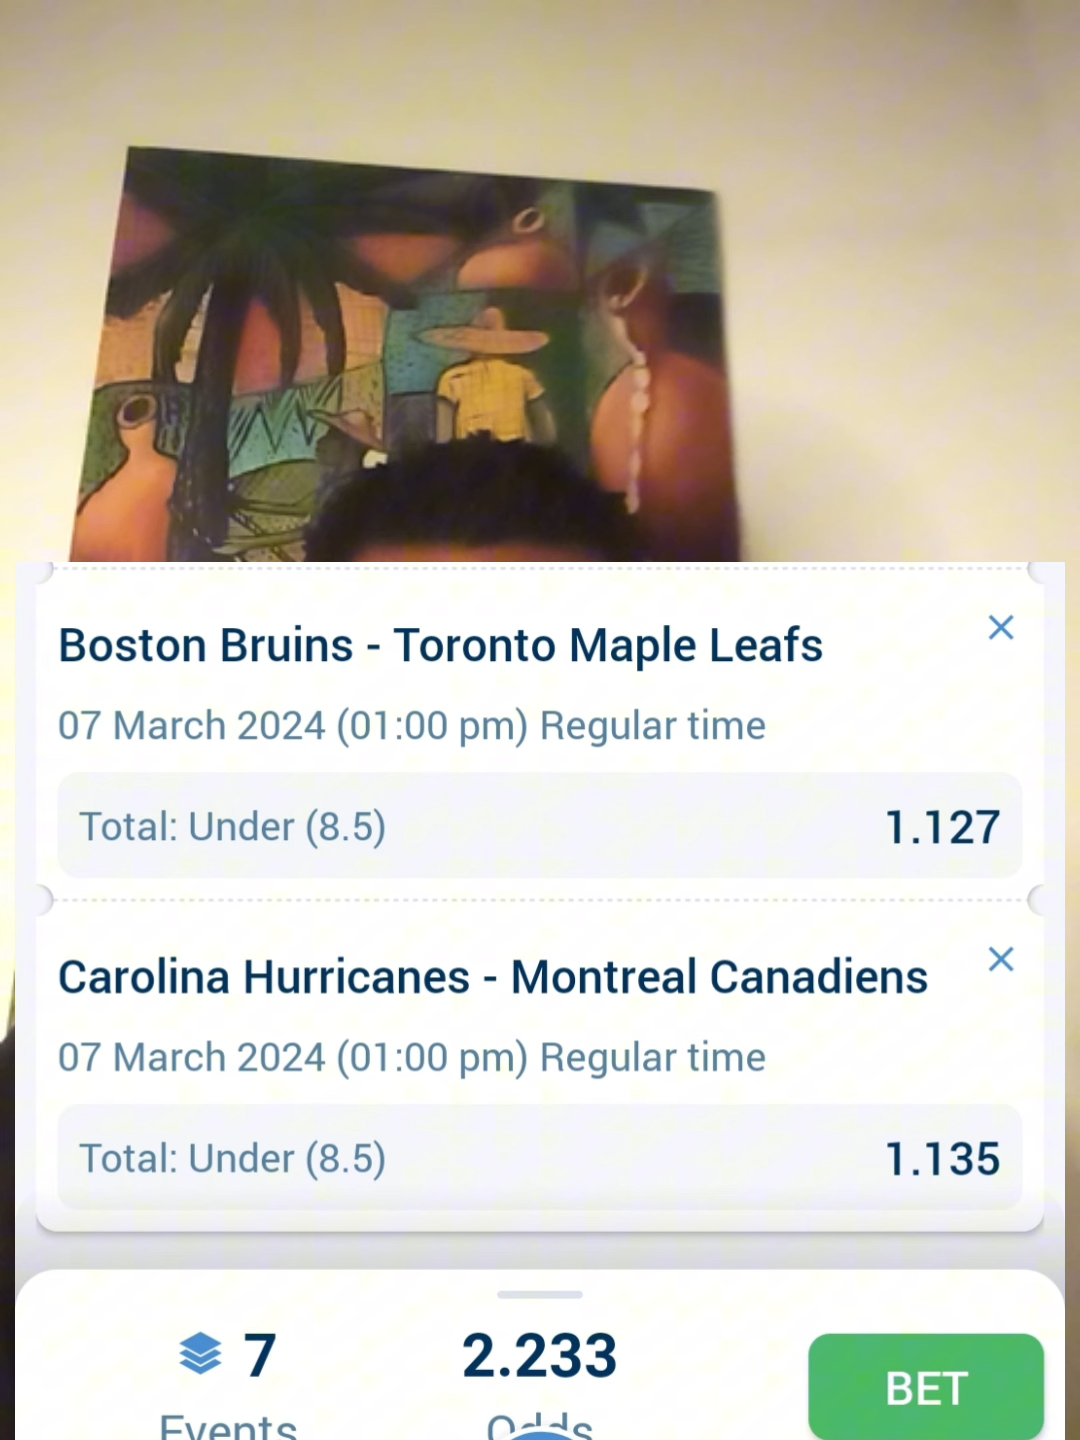 Boston Bruins - Toronto Maple Leafs
07 March 2024 (01:00 pm) Regular time
Total: Under (8.5) 1.127
Carolina Hurricanes - Montreal Canadiens
07 March 2024 (01:00 pm) Regular time
Total: Under (8.5) 1.135
7 2.233
BET
Events Odds